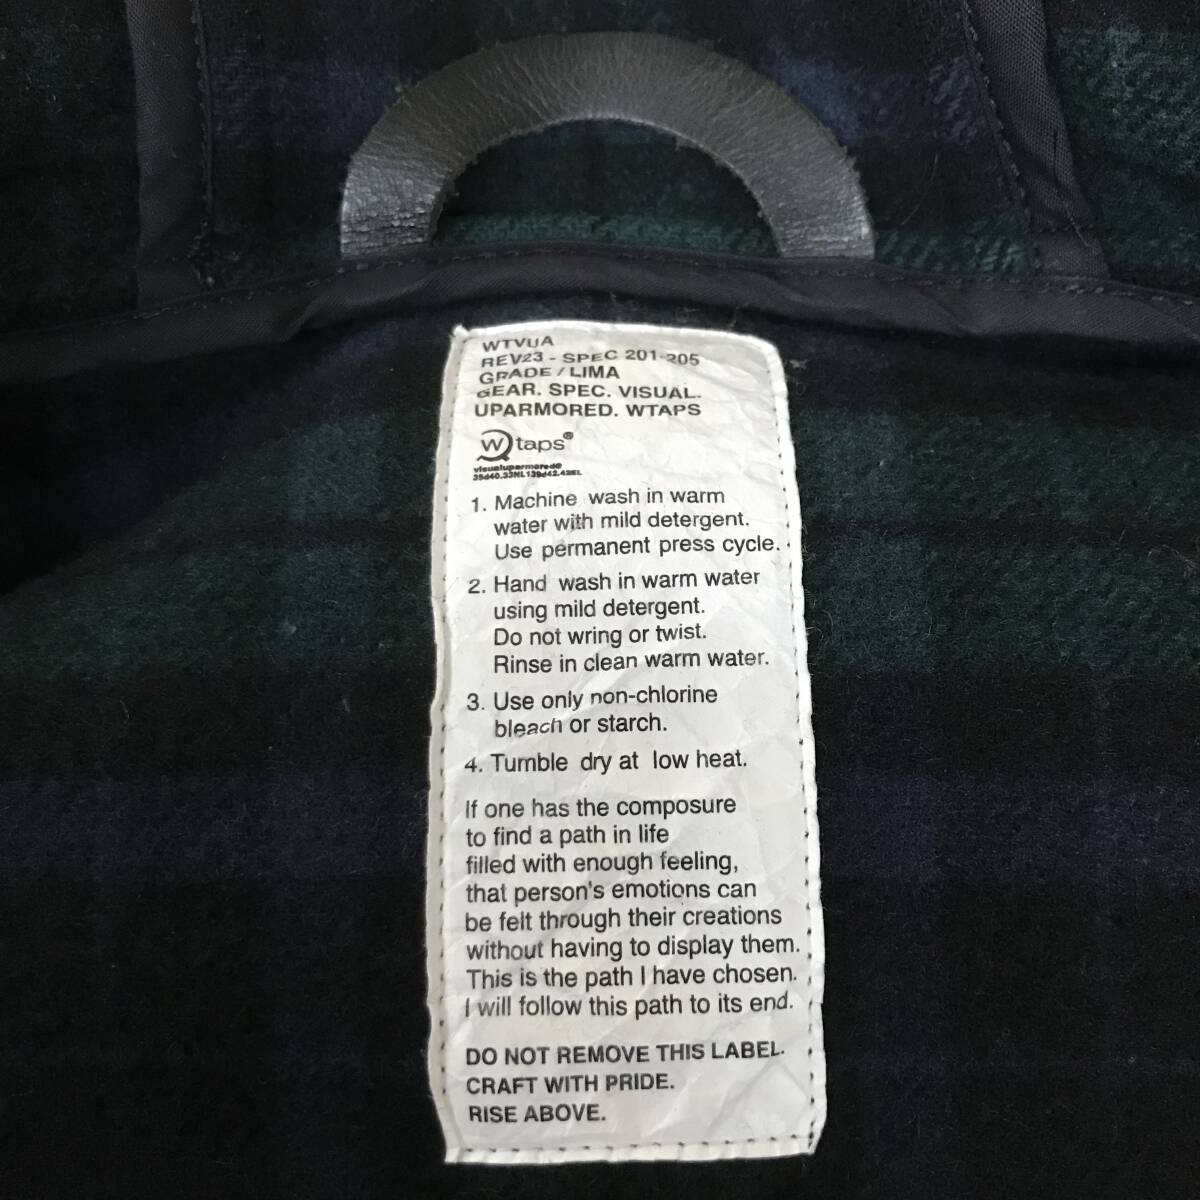 WTVUA
REV23 - SPEC 201-205
GRADE / LIMA
GEAR. SPEC. VISUAL.
UPARMORED. WTAPS
Wtaps®
visualuparmored®
1. Machine wash in warm
water with mild detergent.
Use permanent press cycle.
2. Hand wash in warm water
using mild detergent.
Do not wring or twist.
Rinse in clean warm water.
3. Use only non-chlorine
bleach or starch.
4. Tumble dry at low heat.
If one has the composure
to find a path in life
filled with enough feeling,
that person's emotions can
be felt through their creations
without having to display them.
This is the path I have chosen.
I will follow this path to its end.
DO NOT REMOVE THIS LABEL.
CRAFT WITH PRIDE.
RISE ABOVE.